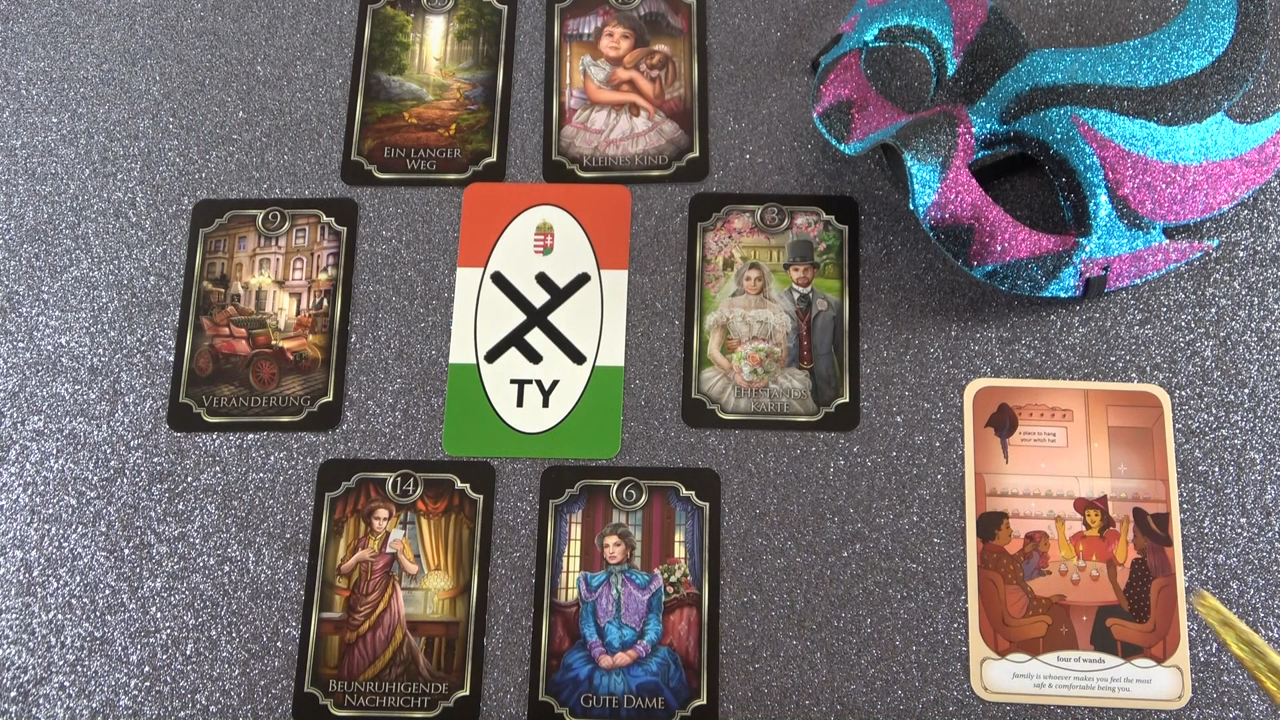 EIN LANGER
WEG
KLEINES KIND
9
VERÄNDERUNG
TY
3
EHESTANDS
KARTE
14
BEUNRUHIGENDE
NACHRICHT
6
GUTE DAME
a place to hang
your witch hat
four of wands
family is whoever makes you feel the most
safe & comfortable being you.